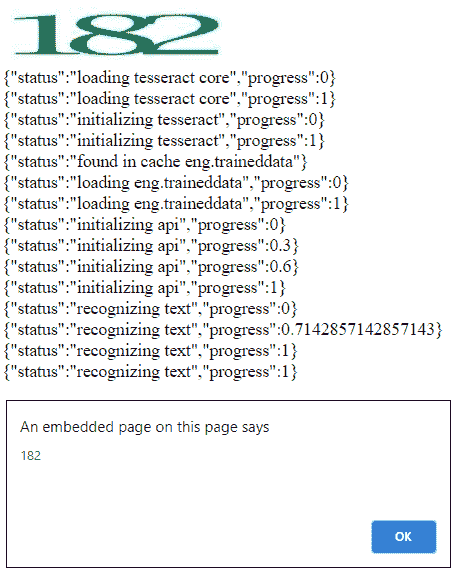 182
{"status":"loading tesseract core","progress":0}
{"status":"loading tesseract core","progress":1}
{"status":"initializing tesseract","progress":0}
{"status":"initializing tesseract","progress":1}
{"status":"found in cache eng.traineddata"}
{"status":"loading eng.traineddata","progress":0}
{"status":"loading eng.traineddata","progress":1}
{"status":"initializing api","progress":0}
{"status":"initializing api","progress":0.3}
{"status":"initializing api","progress":0.6}
{"status":"initializing api","progress":1}
{"status":"recognizing text","progress":0}
{"status":"recognizing text","progress":0.7142857142857143}
{"status":"recognizing text","progress":1}
{"status":"recognizing text","progress":1}
An embedded page on this page says
182
OK